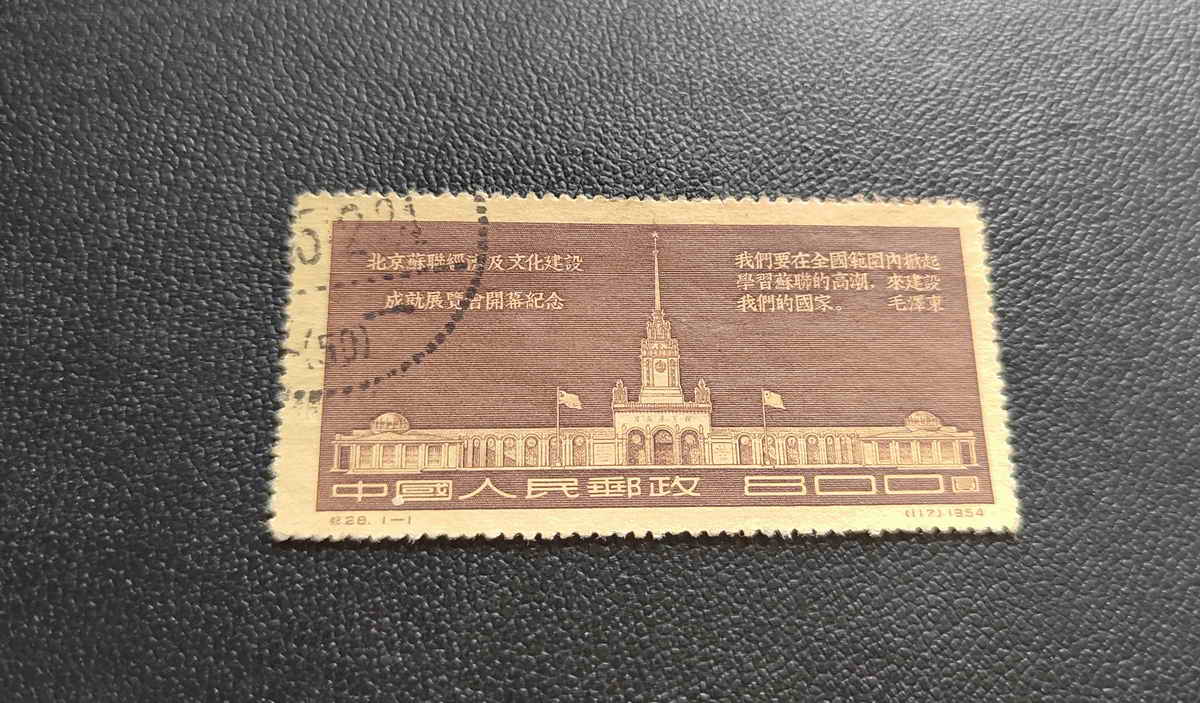 北京蘇聯經濟及文化建設
成就展覽會開幕紀念
我們要在全國範圍內掀起
學習蘇聯的高潮，來建設
我們的國家。 毛澤東
(50)
中國人民郵政 800圓
紀28. 1—1 (117) 1954